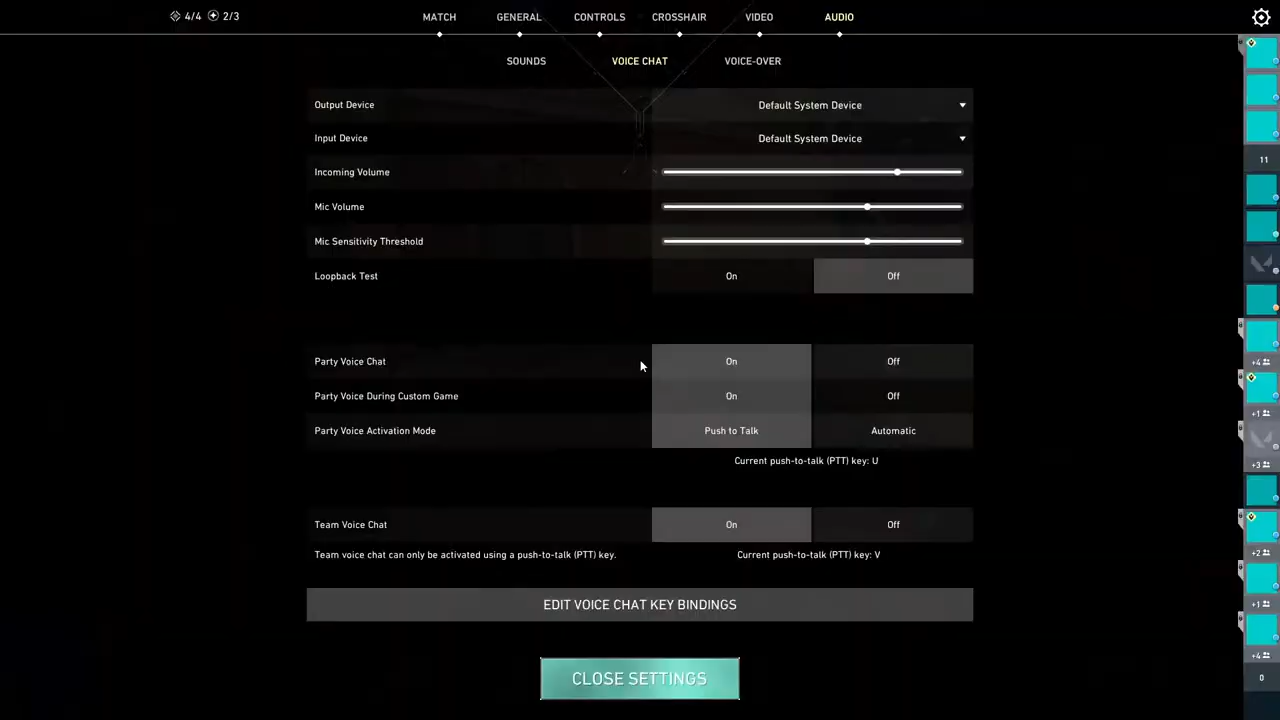 4/4 2/3
MATCH GENERAL CONTROLS CROSSHAIR VIDEO AUDIO
SOUNDS VOICE CHAT VOICE-OVER
Output Device Default System Device
Input Device Default System Device
Incoming Volume
Mic Volume
11
Mic Sensitivity Threshold
Loopback Test On Off
Party Voice Chat On Off
+4
Party Voice During Custom Game On Off
+1
Party Voice Activation Mode Push to Talk Automatic
Current push-to-talk (PTT) key: U
+3
Team Voice Chat On Off
Team voice chat can only be activated using a push-to-talk (PTT) key. Current push-to-talk (PTT) key: V
+2
EDIT VOICE CHAT KEY BINDINGS
+1
+4
CLOSE SETTINGS
0